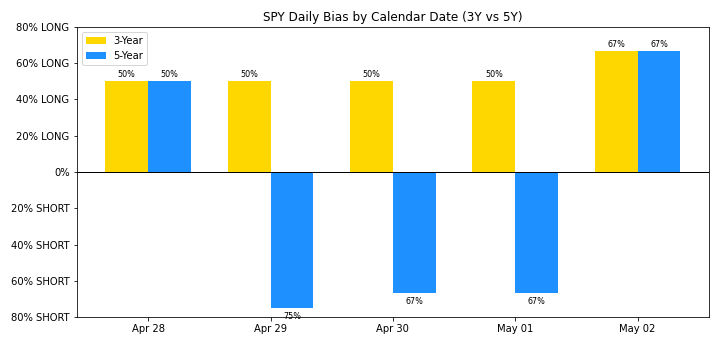 SPY Daily Bias by Calendar Date (3Y vs 5Y)
80% LONG
60% LONG
40% LONG
20% LONG
0%
20% SHORT
40% SHORT
60% SHORT
80% SHORT
3-Year
5-Year
50%
50%
50%
50%
50%
67%
67%
75%
67%
67%
Apr 28
Apr 29
Apr 30
May 01
May 02